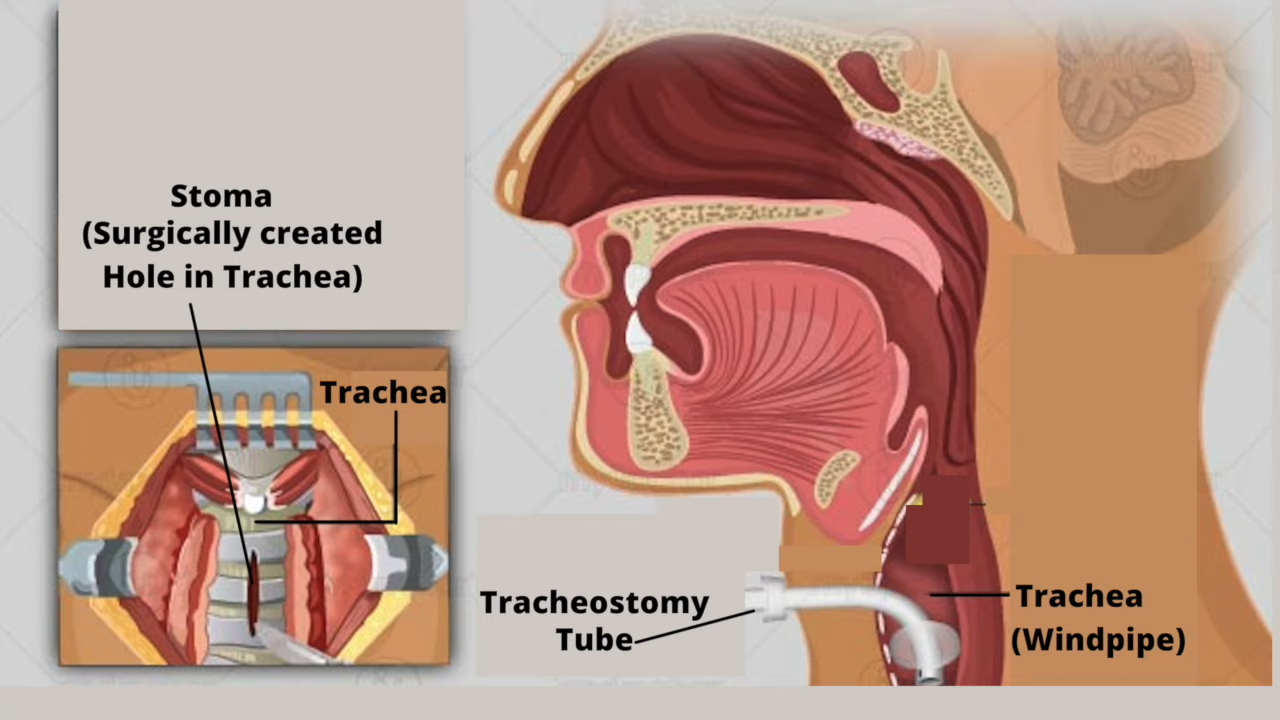 Stoma
(Surgically created
Hole in Trachea)
Trachea
Tracheostomy
Tube
Trachea
(Windpipe)